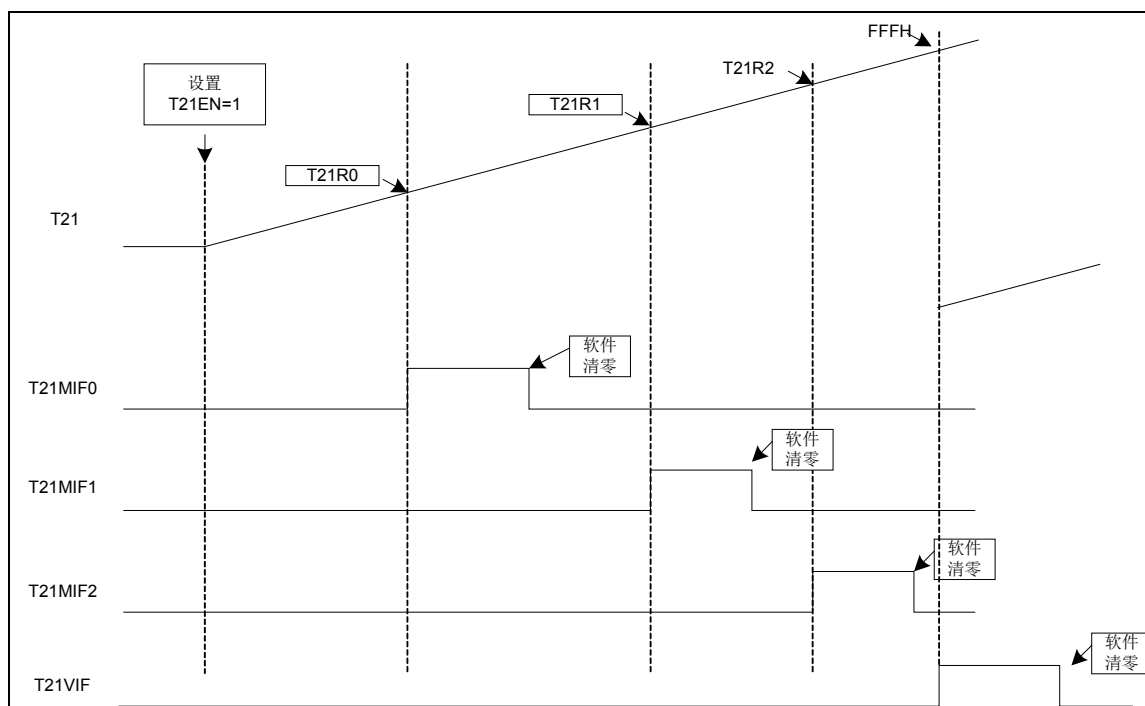 FFFH
设置
T21EN=1
T21R2
T21R1
T21R0
T21
软件
清零
T21MIF0
软件
清零
T21MIF1
软件
清零
T21MIF2
软件
清零
T21VIF